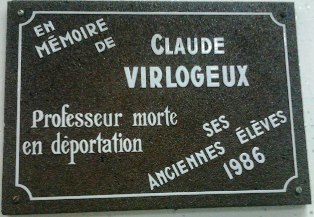 EN
MÉMOIRE
DE
CLAUDE
VIRLOGEUX
Professeur morte
en déportation
SES
ANCIENNES ÉLÈVES
1986